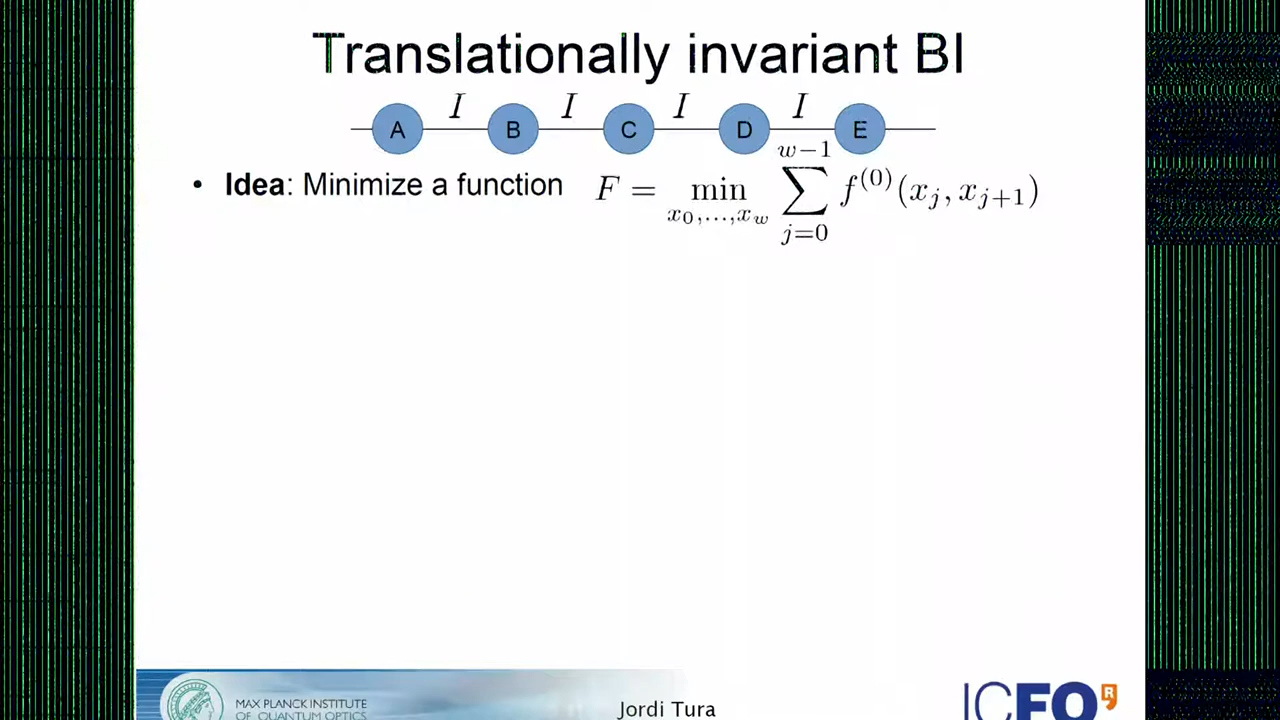 Translationally invariant BI
I I I I
A B C D E
• Idea: Minimize a function F = min_{x_0,...,x_w} \sum_{j=0}^{w-1} f^{(0)}(x_j, x_{j+1})
MAX PLANCK INSTITUTE
OF QUANTUM OPTICS
Jordi Tura
ICFO R